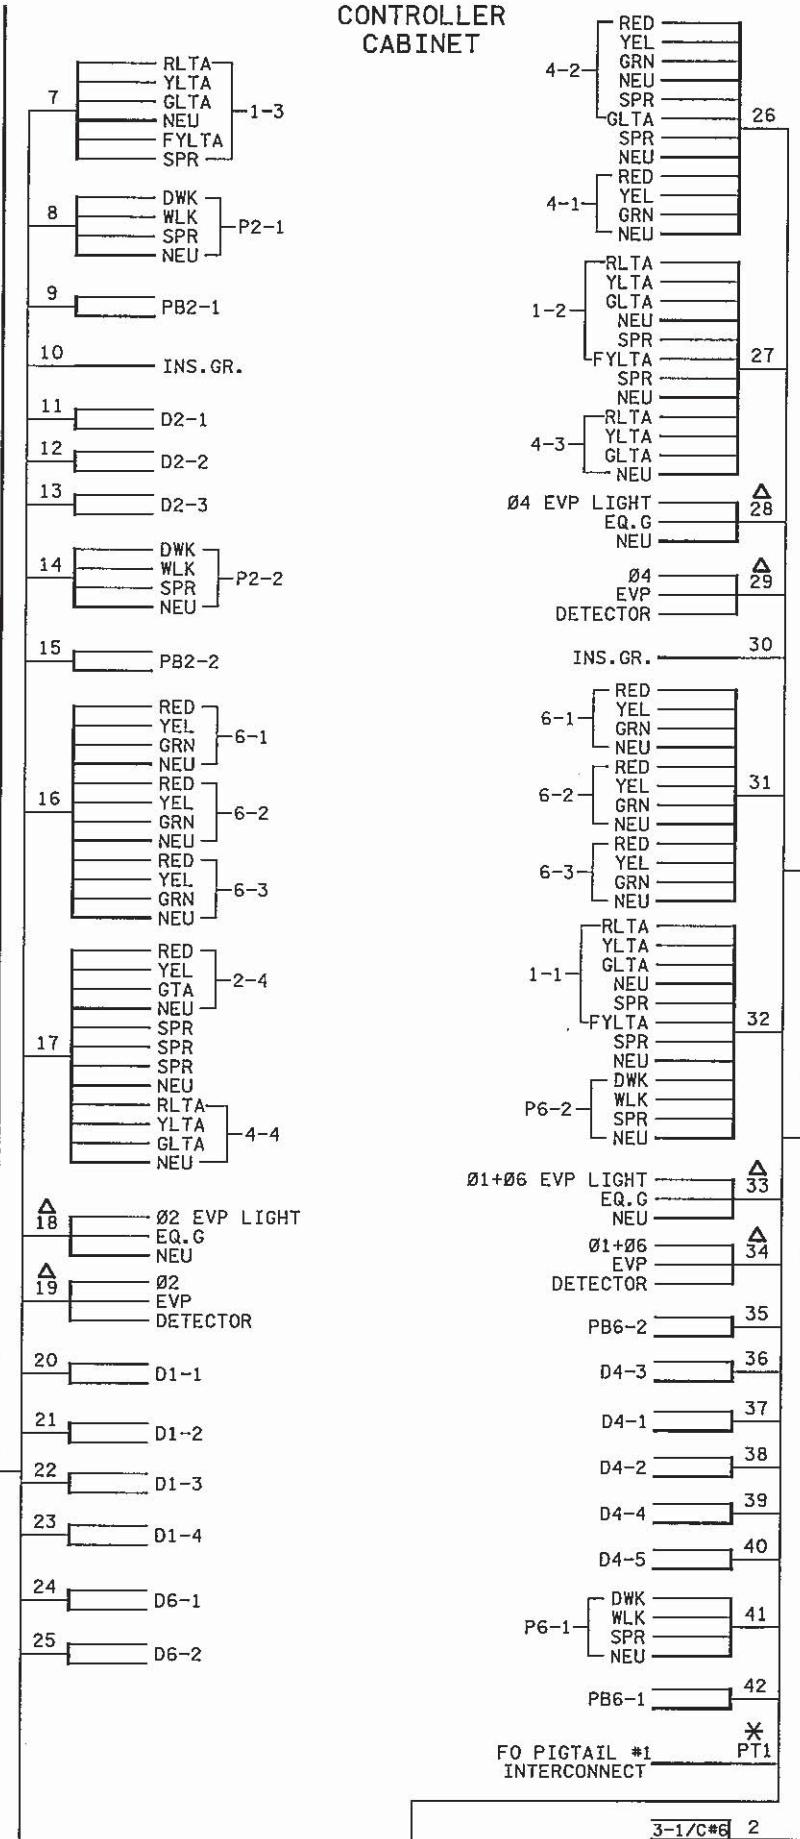 CONTROLLER
CABINET
7
RLTA
YLTA
GLTA
NEU
FYLTA
SPR
1-3
8
DWK
WLK
SPR
NEU
P2-1
9
PB2-1
10
INS.GR.
11
D2-1
12
D2-2
13
D2-3
14
DWK
WLK
SPR
NEU
P2-2
15
PB2-2
16
RED
YEL
GRN
NEU
6-1
RED
YEL
GRN
NEU
6-2
RED
YEL
GRN
NEU
6-3
17
RED
YEL
GTA
NEU
2-4
SPR
SPR
SPR
NEU
RLTA
YLTA
GLTA
NEU
4-4
18
Ø2 EVP LIGHT
EQ.G
NEU
19
Ø2
EVP
DETECTOR
20
D1-1
21
D1-2
22
D1-3
23
D1-4
24
D6-1
25
D6-2
4-2
RED
YEL
GRN
NEU
SPR
GLTA
SPR
NEU
4-1
RED
YEL
GRN
NEU
26
1-2
RLTA
YLTA
GLTA
NEU
SPR
FYLTA
SPR
NEU
4-3
RLTA
YLTA
GLTA
NEU
27
Ø4 EVP LIGHT
EQ.G
NEU
28
Ø4
EVP
DETECTOR
29
INS.GR.
30
6-1
RED
YEL
GRN
NEU
6-2
RED
YEL
GRN
NEU
6-3
RED
YEL
GRN
NEU
31
1-1
RLTA
YLTA
GLTA
NEU
SPR
FYLTA
SPR
NEU
P6-2
DWK
WLK
SPR
NEU
32
Ø1+Ø6 EVP LIGHT
EQ.G
NEU
33
Ø1+Ø6
EVP
DETECTOR
34
PB6-2
35
D4-3
36
D4-1
37
D4-2
38
D4-4
39
D4-5
40
P6-1
DWK
WLK
SPR
NEU
41
PB6-1
42
FO PIGTAIL #1
INTERCONNECT
*
PT1
3-1/C#6
2